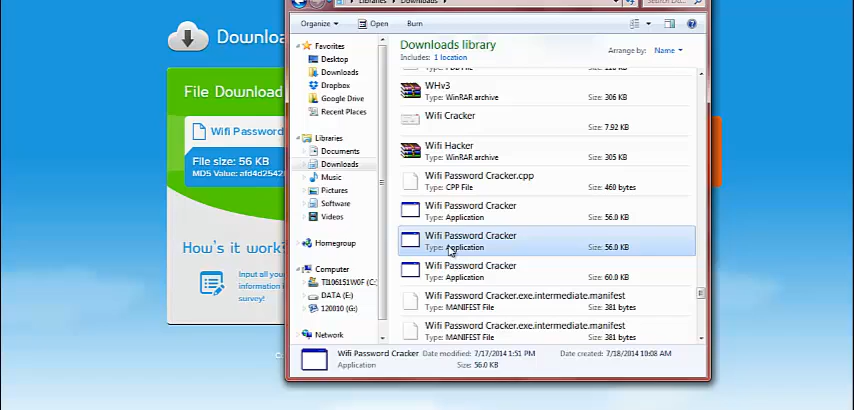 Libraries
Downloads
Organize
Open
Burn
Favorites
Desktop
Downloads
Dropbox
Google Drive
Recent Places
Libraries
Documents
Downloads
Music
Pictures
Software
Videos
Homegroup
Computer
TI106151W0F (C:)
DATA (E:)
120010 (G:)
Network
Downloads library
Includes: 1 location
Arrange by: Name
WHv3
Type: WinRAR archive
Size: 306 KB
Wifi Cracker
Size: 7.92 KB
Wifi Hacker
Type: WinRAR archive
Size: 305 KB
Wifi Password Cracker.cpp
Type: CPP File
Size: 460 bytes
Wifi Password Cracker
Type: Application
Size: 56.0 KB
Wifi Password Cracker
Type: Application
Size: 56.0 KB
Wifi Password Cracker
Type: Application
Size: 60.0 KB
Wifi Password Cracker.exe.intermediate.manifest
Type: MANIFEST File
Size: 381 bytes
Wifi Password Cracker.exe.intermediate.manifest
Type: MANIFEST File
Size: 381 bytes
Wifi Password Cracker Date modified: 7/17/2014 1:51 PM Date created: 7/18/2014 10:08 AM
Application Size: 56.0 KB
File Download
Wifi Password
File size: 56 KB
MD5 Value:
How's it work?
Input all
information
survey!